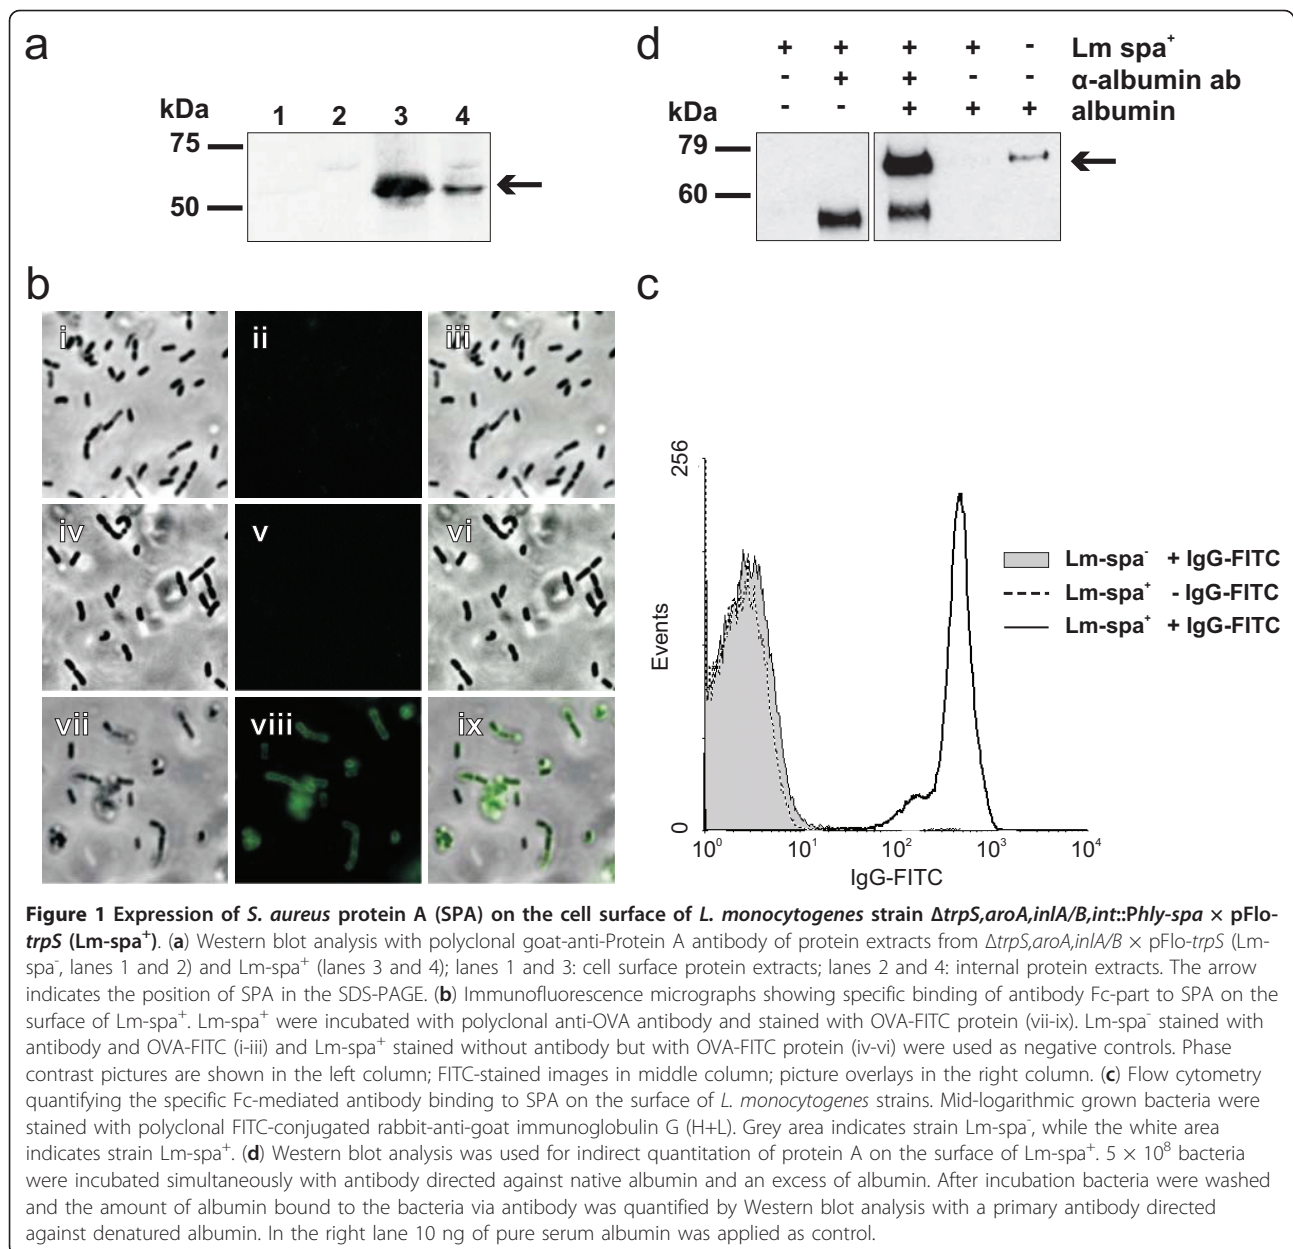 a
kDa
1 2 3 4
75
50
d
+ + + + - Lm spa⁺
- + + - - α-albumin ab
- - + + + albumin
kDa
79
60
b
i ii iii
iv v vi
vii viii ix
c
256
Events
0
10⁰ 10¹ 10² 10³ 10⁴
IgG-FITC
Lm-spa⁻ + IgG-FITC
Lm-spa⁺ - IgG-FITC
Lm-spa⁺ + IgG-FITC
Figure 1 Expression of S. aureus protein A (SPA) on the cell surface of L. monocytogenes strain ΔtrpS,aroA,inlA/B,int::Phly-spa × pFlo-
trpS (Lm-spa⁺). (a) Western blot analysis with polyclonal goat-anti-Protein A antibody of protein extracts from ΔtrpS,aroA,inlA/B × pFlo-trpS (Lm-
spa⁻, lanes 1 and 2) and Lm-spa⁺ (lanes 3 and 4); lanes 1 and 3: cell surface protein extracts; lanes 2 and 4: internal protein extracts. The arrow
indicates the position of SPA in the SDS-PAGE. (b) Immunofluorescence micrographs showing specific binding of antibody Fc-part to SPA on the
surface of Lm-spa⁺. Lm-spa⁺ were incubated with polyclonal anti-OVA antibody and stained with OVA-FITC protein (vii-ix). Lm-spa⁻ stained with
antibody and OVA-FITC (i-iii) and Lm-spa⁺ stained without antibody but with OVA-FITC protein (iv-vi) were used as negative controls. Phase
contrast pictures are shown in the left column; FITC-stained images in middle column; picture overlays in the right column. (c) Flow cytometry
quantifying the specific Fc-mediated antibody binding to SPA on the surface of L. monocytogenes strains. Mid-logarithmic grown bacteria were
stained with polyclonal FITC-conjugated rabbit-anti-goat immunoglobulin G (H+L). Grey area indicates strain Lm-spa⁻, while the white area
indicates strain Lm-spa⁺. (d) Western blot analysis was used for indirect quantitation of protein A on the surface of Lm-spa⁺. 5 × 10⁸ bacteria
were incubated simultaneously with antibody directed against native albumin and an excess of albumin. After incubation bacteria were washed
and the amount of albumin bound to the bacteria via antibody was quantified by Western blot analysis with a primary antibody directed
against denatured albumin. In the right lane 10 ng of pure serum albumin was applied as control.